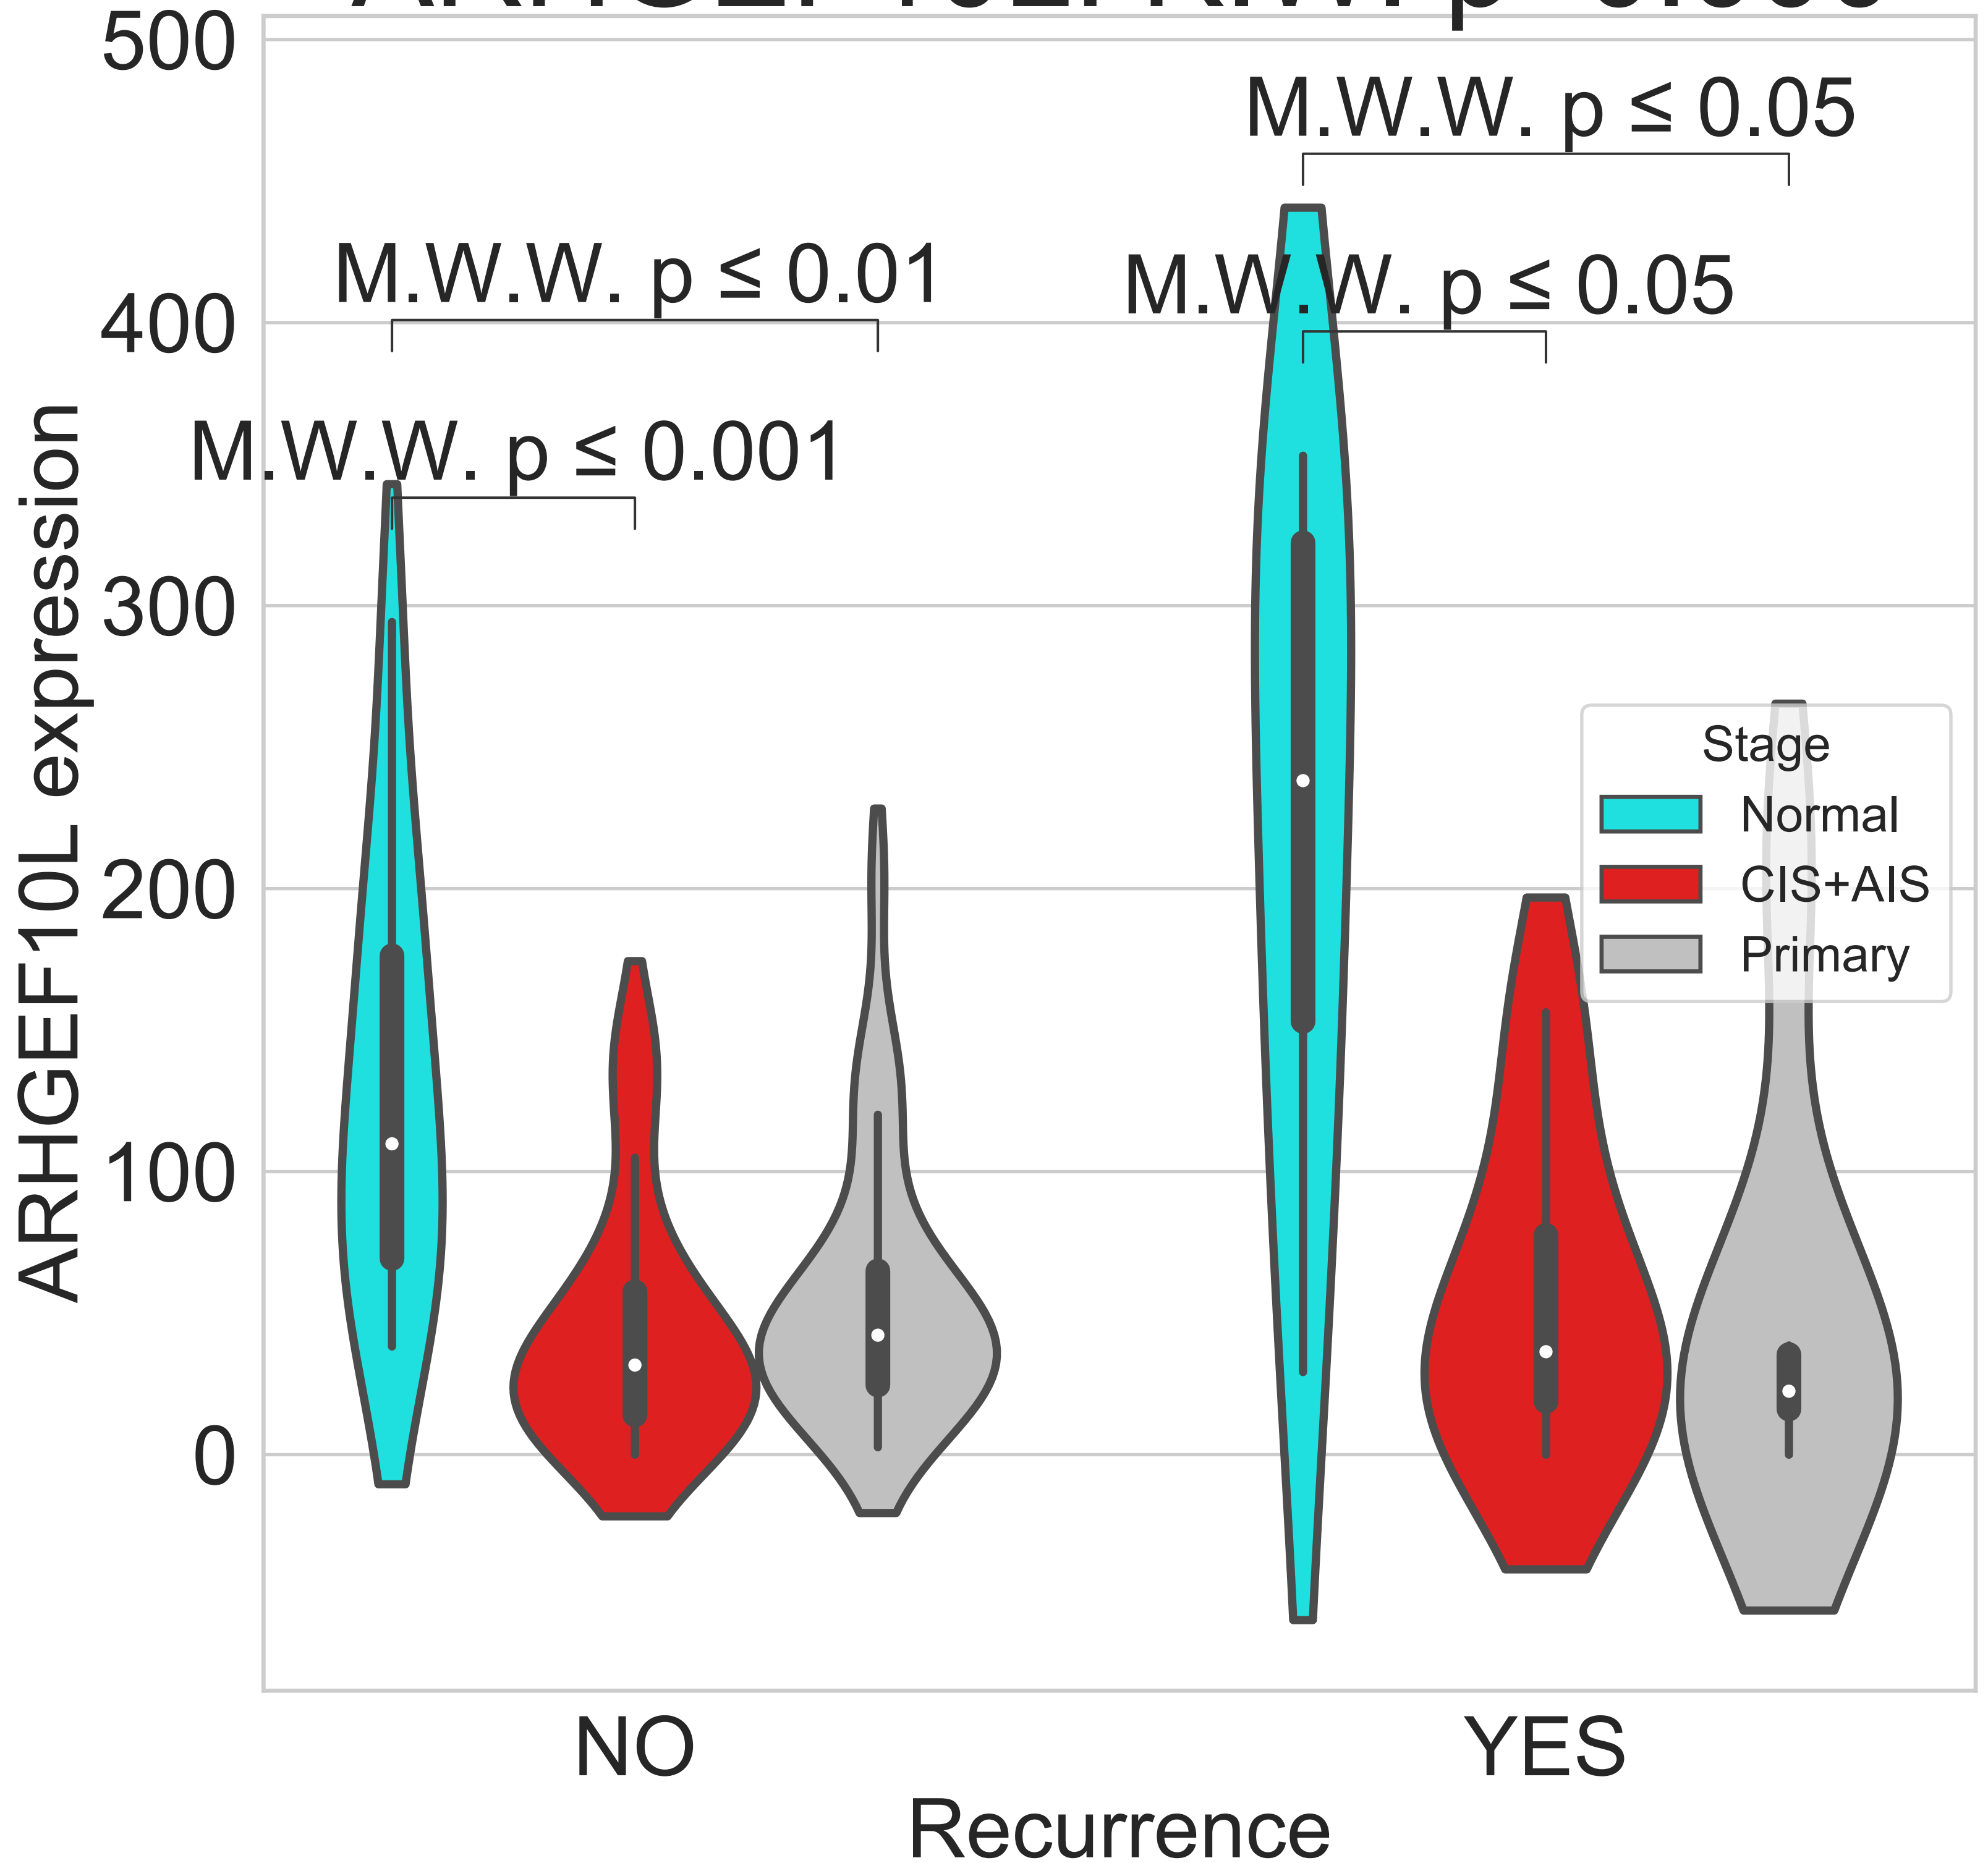 500
M.W.W. p ≤ 0.05
M.W.W. p ≤ 0.01
M.W.W. p ≤ 0.05
400
M.W.W. p ≤ 0.001
300
200
100
0
ARHGEF10L expression
Stage
Normal
CIS+AIS
Primary
NO
YES
Recurrence